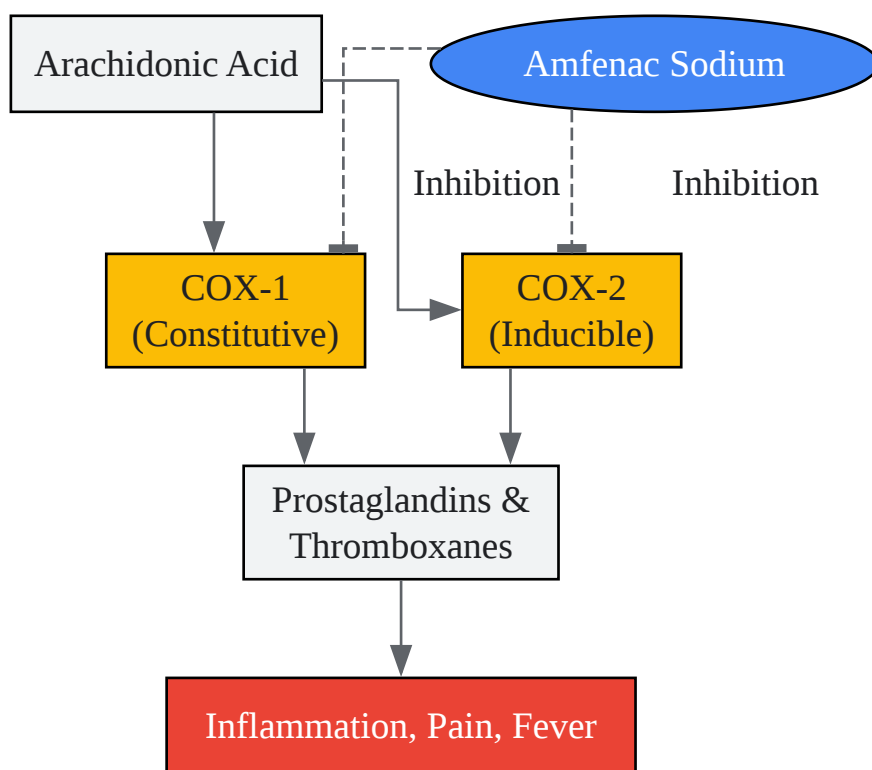 Arachidonic Acid
Amfenac Sodium
Inhibition
Inhibition
COX-1
(Constitutive)
COX-2
(Inducible)
Prostaglandins &
Thromboxanes
Inflammation, Pain, Fever